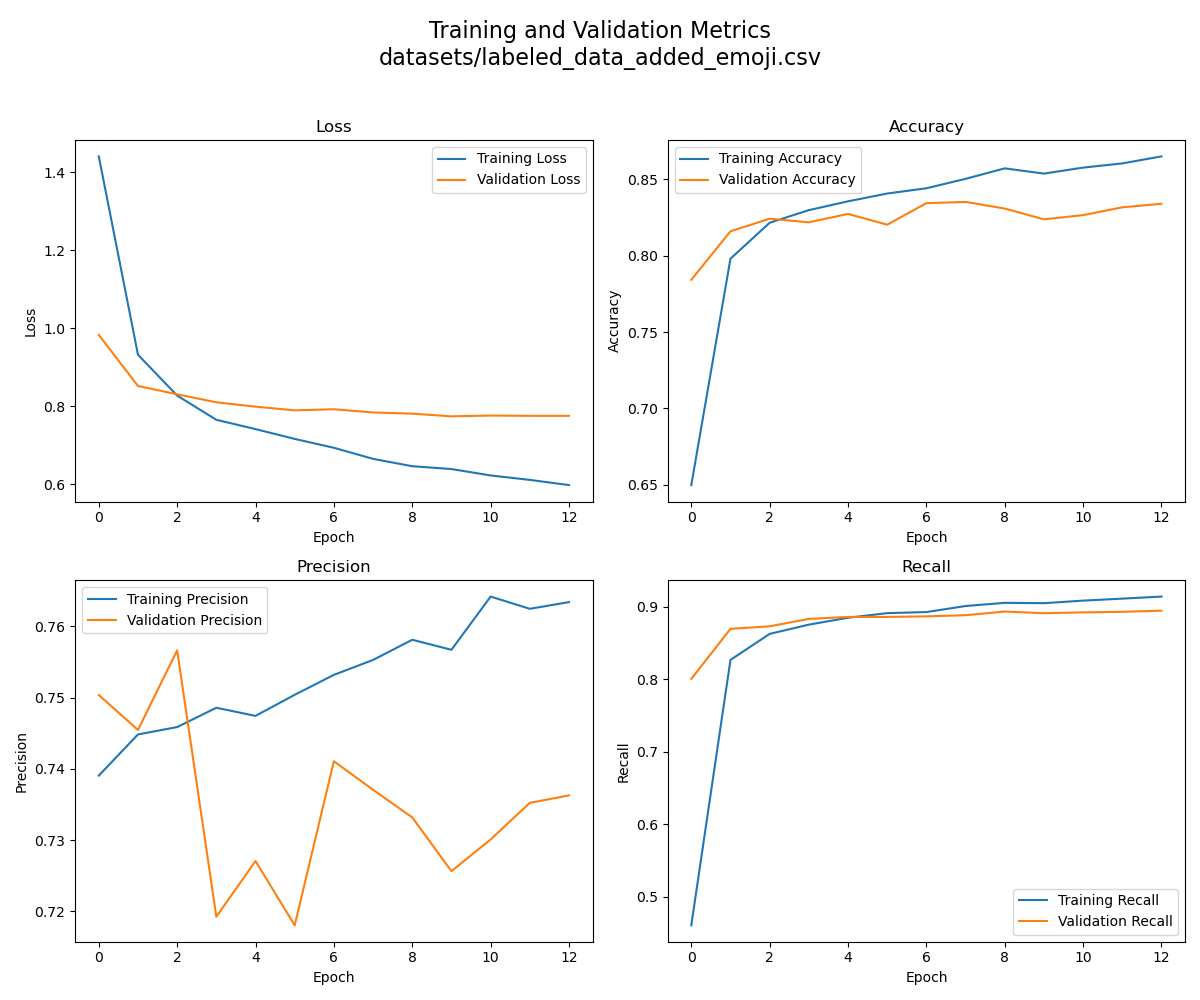 Training and Validation Metrics
datasets/labeled_data_added_emoji.csv
Loss
Training Loss
Validation Loss
1.4
1.2
1.0
0.8
0.6
Loss
0 2 4 6 8 10 12
Epoch
Accuracy
Training Accuracy
Validation Accuracy
0.85
0.80
0.75
0.70
0.65
Accuracy
0 2 4 6 8 10 12
Epoch
Precision
Training Precision
Validation Precision
0.76
0.75
0.74
0.73
0.72
Precision
0 2 4 6 8 10 12
Epoch
Recall
0.9
0.8
0.7
0.6
0.5
Recall
Training Recall
Validation Recall
0 2 4 6 8 10 12
Epoch